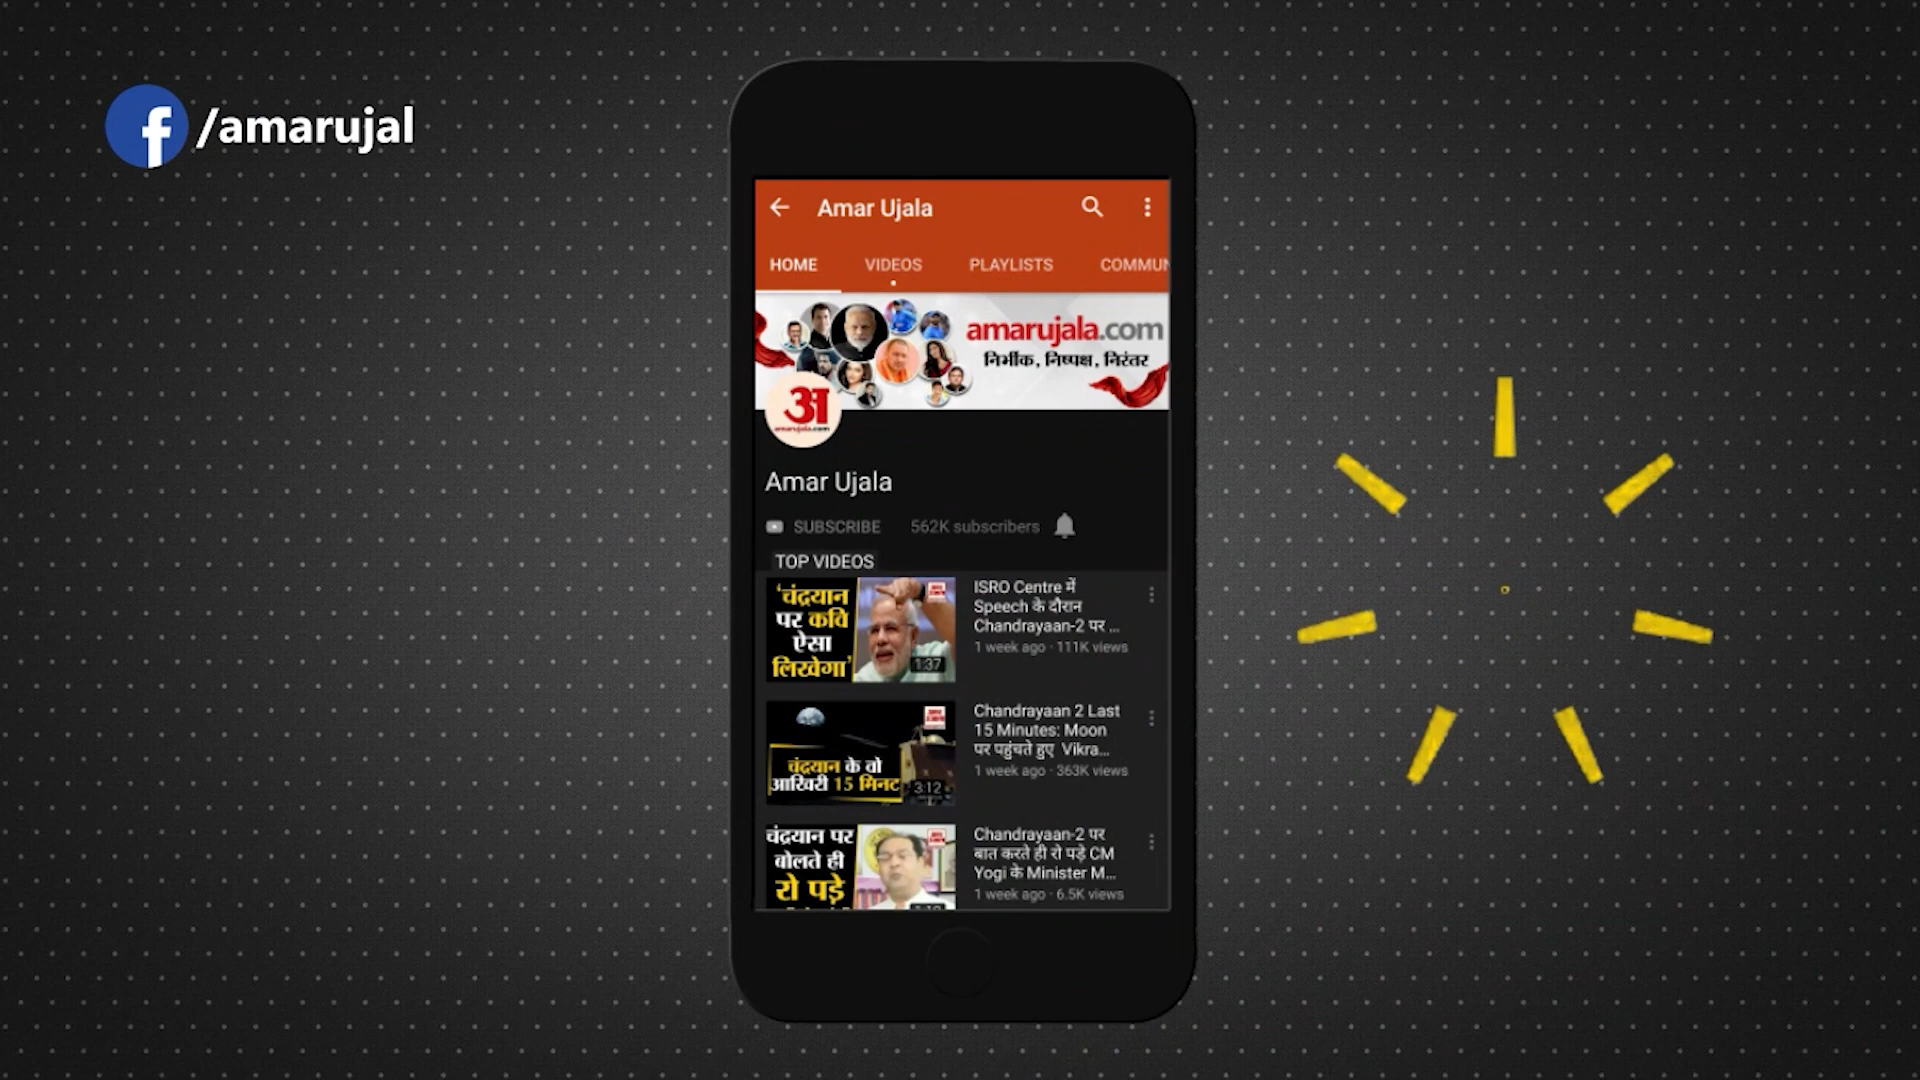 /amarujal
Amar Ujala
HOME VIDEOS PLAYLISTS COMMUN
amarujala.com
निर्भीक, निष्पक्ष, निरंतर
अ
amarujala.com
Amar Ujala
SUBSCRIBE 562K subscribers
TOP VIDEOS
'चंद्रयान
पर कवि
ऐसा
लिखेगा'
1:37
ISRO Centre में
Speech के दौरान
Chandrayaan-2 पर ...
1 week ago · 111K views
चंद्रयान के वो
आखिरी 15 मिनट
3:12
Chandrayaan 2 Last
15 Minutes: Moon
पर पहुंचते हुए Vikra...
1 week ago · 363K views
चंद्रयान पर
बोलते ही
रो पड़े
Chandrayaan-2 पर
बात करते ही रो पड़े CM
Yogi के Minister M...
1 week ago · 6.5K views